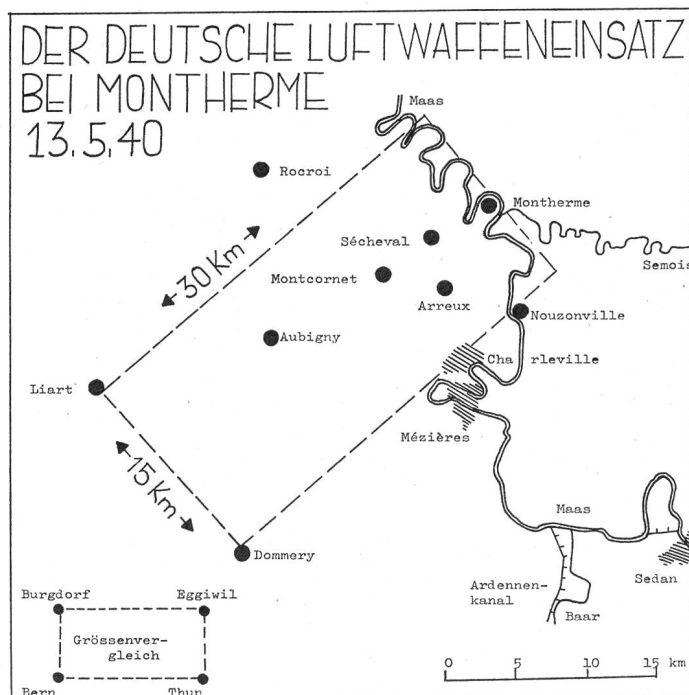 DER DEUTSCHE LUFTWAFFENEINSATZ
BEI MONTHERME
13.5.40
Maas
Rocroi
Montherme
Sécheval
Semois
30 Km
Montcornet
Arreux
Nouzonville
Aubigny
Charleville
Liart
Mézières
15 Km
Maas
Dommery
Sedan
Ardennen-
kanal
Baar
Burgdorf
Eggiwil
Grössenver-
gleich
Bern
Thun
0 5 10 15 km